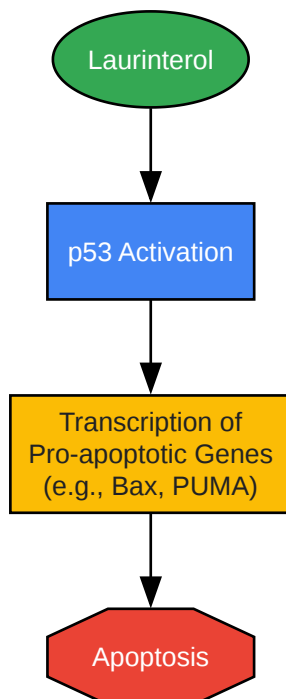 Laurinterol
p53 Activation
Transcription of
Pro-apoptotic Genes
(e.g., Bax, PUMA)
Apoptosis